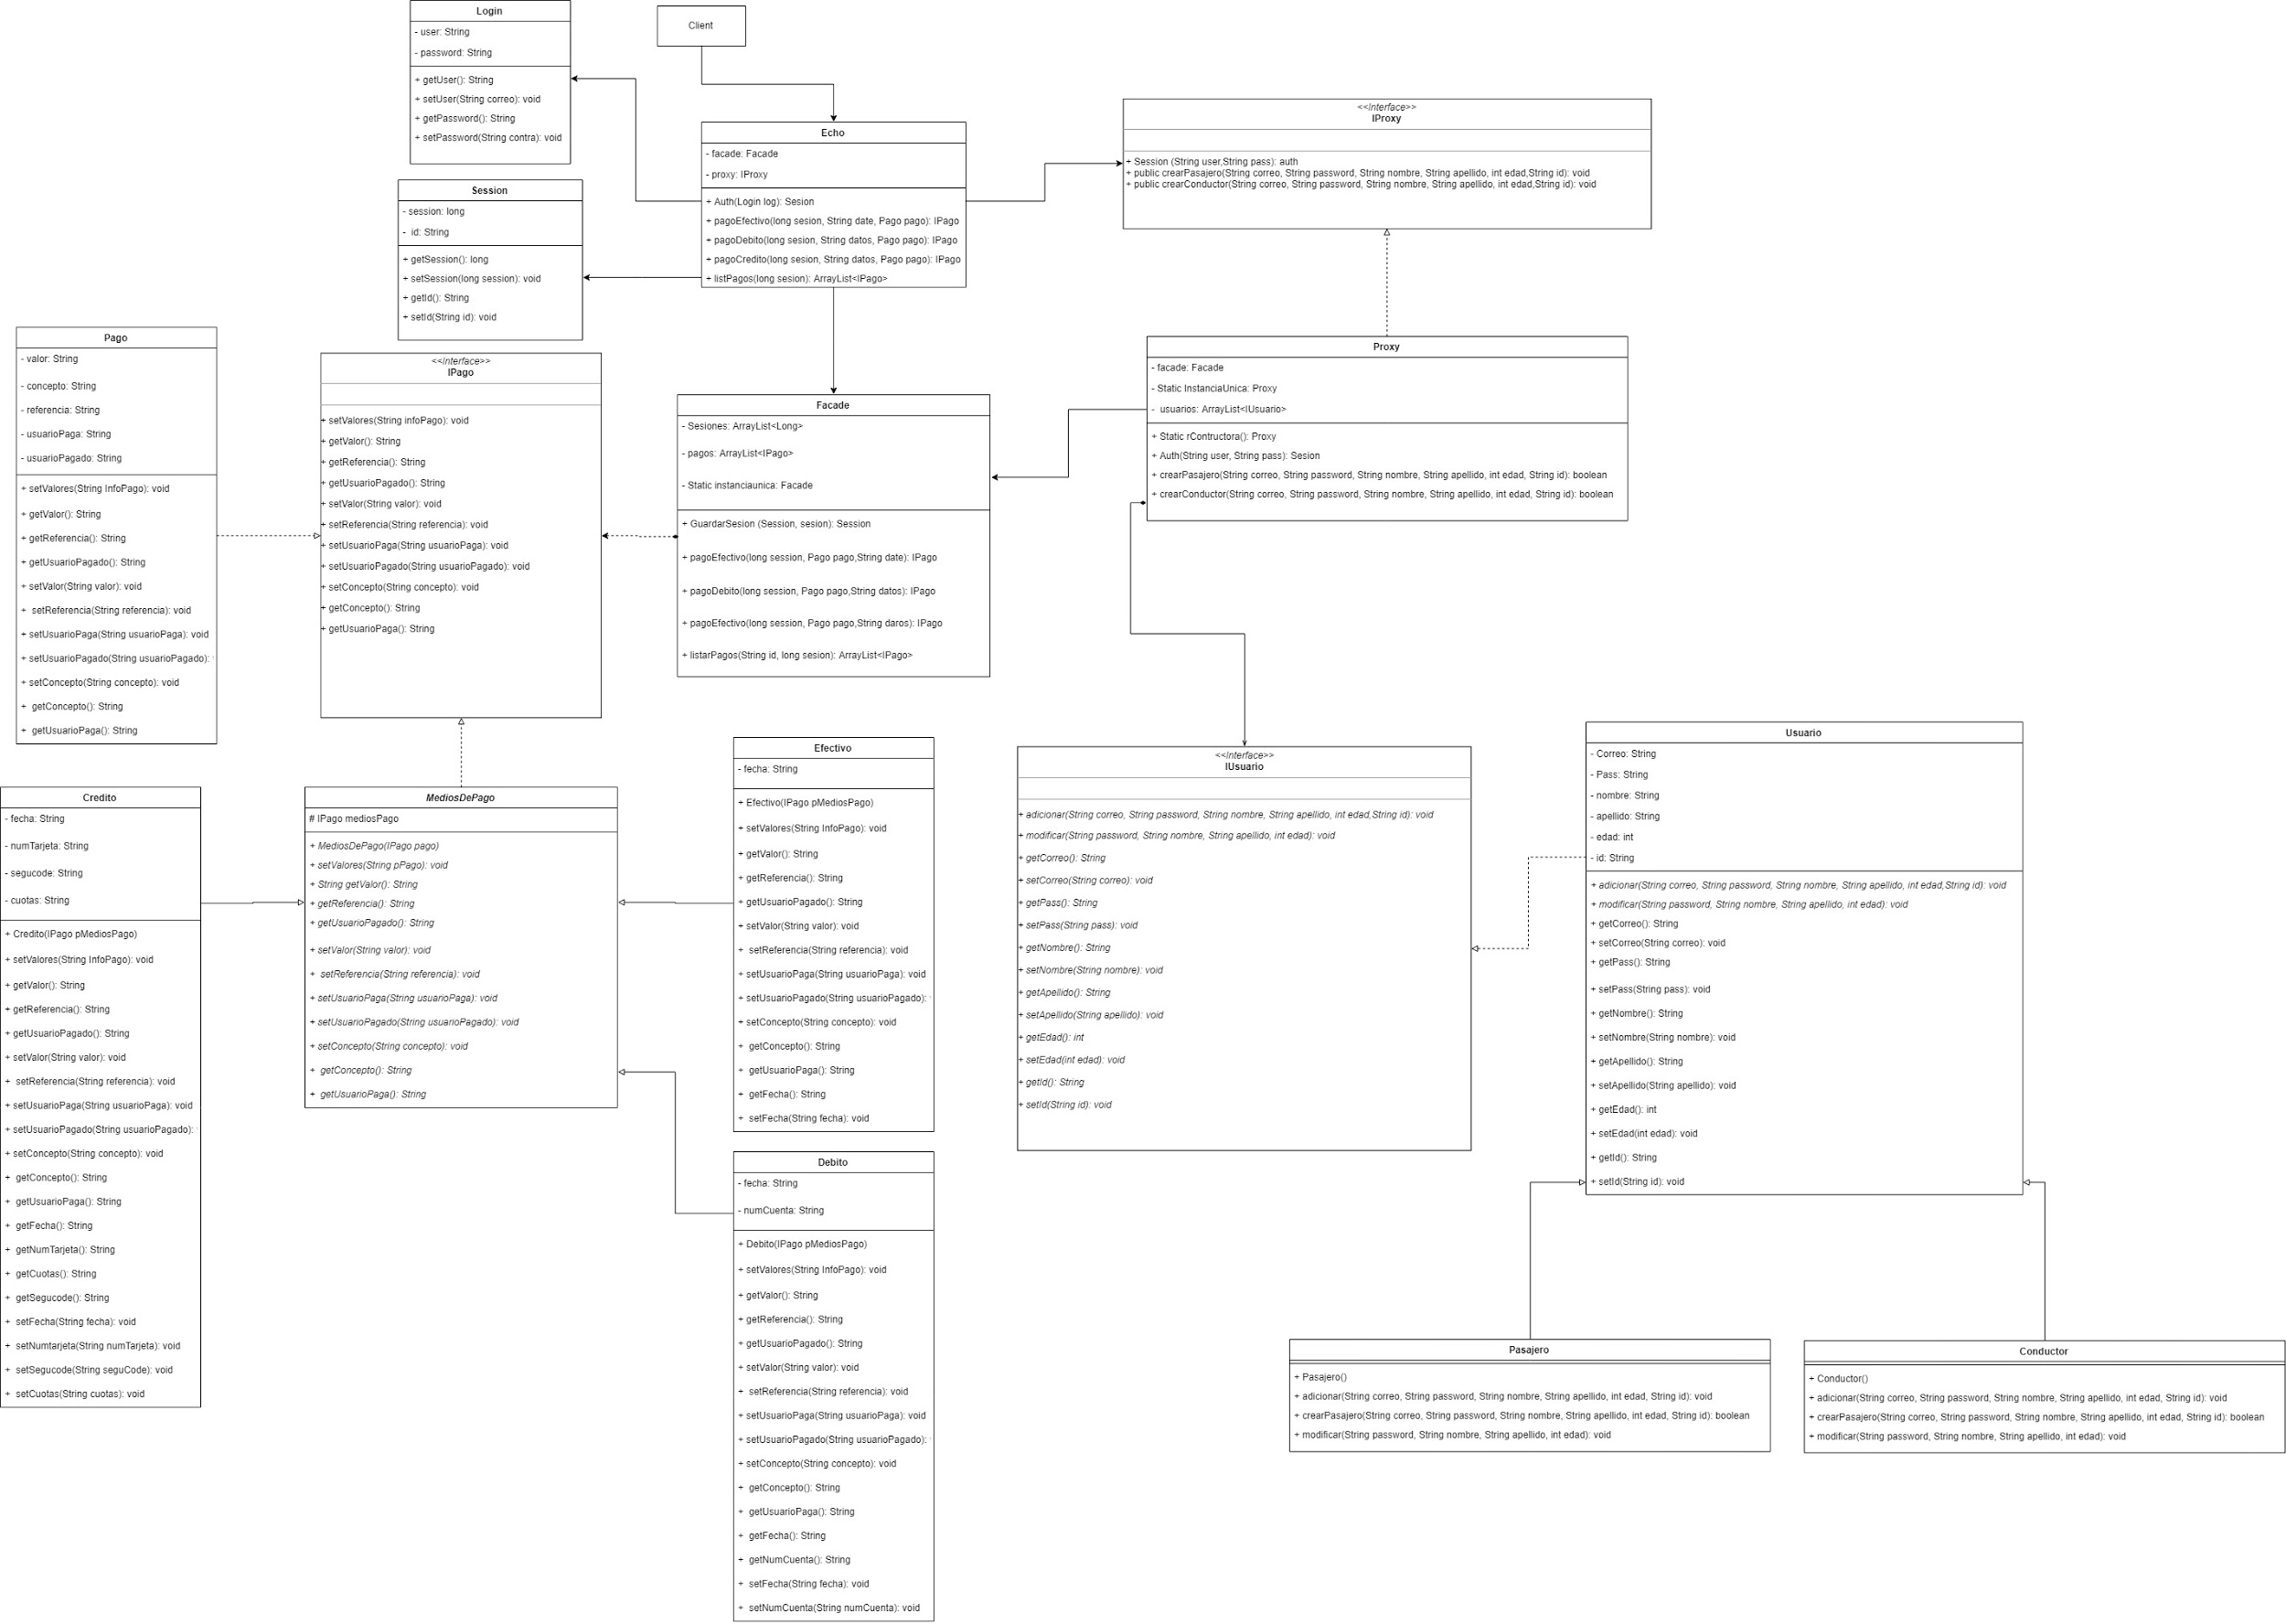 Login
- user: String
- password: String
+ getUser(): String
+ setUser(String correo): void
+ getPassword(): String
+ setPassword(String contra): void
Client
Echo
- facade: Facade
- proxy: IProxy
+ Auth(Login log): Sesion
+ pagoEfectivo(long sesion, String date, Pago pago): IPago
+ pagoDebito(long sesion, String datos, Pago pago): IPago
+ pagoCredito(long sesion, String datos, Pago pago): IPago
+ listPagos(long sesion): ArrayList<IPago>
<<Interface>>
IProxy
+ Session (String user,String pass): auth
+ public crearPasajero(String correo, String password, String nombre, String apellido, int edad,String id): void
+ public crearConductor(String correo, String password, String nombre, String apellido, int edad,String id): void
Session
- session: long
- id: String
+ getSession(): long
+ setSession(long session): void
+ getId(): String
+ setId(String id): void
Pago
- valor: String
- concepto: String
- referencia: String
- usuarioPaga: String
- usuarioPagado: String
+ setValores(String InfoPago): void
+ getValor(): String
+ getReferencia(): String
+ getUsuarioPagado(): String
+ setValor(String valor): void
+ setReferencia(String referencia): void
+ setUsuarioPaga(String usuarioPaga): void
+ setUsuarioPagado(String usuarioPagado):
+ setConcepto(String concepto): void
+ getConcepto(): String
+ getUsuarioPaga(): String
<<Interface>>
IPago
+ setValores(String infoPago): void
+ getValor(): String
+ getReferencia(): String
+ getUsuarioPagado(): String
+ setValor(String valor): void
+ setReferencia(String referencia): void
+ setUsuarioPaga(String usuarioPaga): void
+ setUsuarioPagado(String usuarioPagado): void
+ setConcepto(String concepto): void
+ getConcepto(): String
+ getUsuarioPaga(): String
Facade
- Sesiones: ArrayList<Long>
- pagos: ArrayList<IPago>
- Static instanciaunica: Facade
+ GuardarSesion (Session, sesion): Session
+ pagoEfectivo(long session, Pago pago,String date): IPago
+ pagoDebito(long session, Pago pago,String datos): IPago
+ pagoEfectivo(long session, Pago pago,String daros): IPago
+ listarPagos(String id, long sesion): ArrayList<IPago>
Proxy
- facade: Facade
- Static InstanciaUnica: Proxy
- usuarios: ArrayList<IUsuario>
+ Static rContructora(): Proxy
+ Auth(String user, String pass): Sesion
+ crearPasajero(String correo, String password, String nombre, String apellido, int edad, String id): boolean
+ crearConductor(String correo, String password, String nombre, String apellido, int edad, String id): boolean
Credito
- fecha: String
- numTarjeta: String
- segucode: String
- cuotas: String
+ Credito(IPago pMediosPago)
+ setValores(String InfoPago): void
+ getValor(): String
+ getReferencia(): String
+ getUsuarioPagado(): String
+ setValor(String valor): void
+ setReferencia(String referencia): void
+ setUsuarioPaga(String usuarioPaga): void
+ setUsuarioPagado(String usuarioPagado):
+ setConcepto(String concepto): void
+ getConcepto(): String
+ getUsuarioPaga(): String
+ getFecha(): String
+ getNumTarjeta(): String
+ getCuotas(): String
+ getSegucode(): String
+ setFecha(String fecha): void
+ setNumtarjeta(String numTarjeta): void
+ setSegucode(String seguCode): void
+ setCuotas(String cuotas): void
MediosDePago
# IPago mediosPago
+ MediosDePago(IPago pago)
+ setValores(String pPago): void
+ String getValor(): String
+ getReferencia(): String
+ getUsuarioPagado(): String
+ setValor(String valor): void
+ setReferencia(String referencia): void
+ setUsuarioPaga(String usuarioPaga): void
+ setUsuarioPagado(String usuarioPagado): void
+ setConcepto(String concepto): void
+ getConcepto(): String
+ getUsuarioPaga(): String
Efectivo
- fecha: String
+ Efectivo(IPago pMediosPago)
+ setValores(String InfoPago): void
+ getValor(): String
+ getReferencia(): String
+ getUsuarioPagado(): String
+ setValor(String valor): void
+ setReferencia(String referencia): void
+ setUsuarioPaga(String usuarioPaga): void
+ setUsuarioPagado(String usuarioPagado):
+ setConcepto(String concepto): void
+ getConcepto(): String
+ getUsuarioPaga(): String
+ getFecha(): String
+ setFecha(String fecha): void
Debito
- fecha: String
- numCuenta: String
+ Debito(IPago pMediosPago)
+ setValores(String InfoPago): void
+ getValor(): String
+ getReferencia(): String
+ getUsuarioPagado(): String
+ setValor(String valor): void
+ setReferencia(String referencia): void
+ setUsuarioPaga(String usuarioPaga): void
+ setUsuarioPagado(String usuarioPagado):
+ setConcepto(String concepto): void
+ getConcepto(): String
+ getUsuarioPaga(): String
+ getFecha(): String
+ getNumCuenta(): String
+ setFecha(String fecha): void
+ setNumCuenta(String numCuenta): void
<<Interface>>
IUsuario
+ adicionar(String correo, String password, String nombre, String apellido, int edad,String id): void
+ modificar(String password, String nombre, String apellido, int edad): void
+ getCorreo(): String
+ setCorreo(String correo): void
+ getPass(): String
+ setPass(String pass): void
+ getNombre(): String
+ setNombre(String nombre): void
+ getApellido(): String
+ setApellido(String apellido): void
+ getEdad(): int
+ setEdad(int edad): void
+ getId(): String
+ setId(String id): void
Usuario
- Correo: String
- Pass: String
- nombre: String
- apellido: String
- edad: int
- id: String
+ adicionar(String correo, String password, String nombre, String apellido, int edad,String id): void
+ modificar(String password, String nombre, String apellido, int edad): void
+ getCorreo(): String
+ setCorreo(String correo): void
+ getPass(): String
+ setPass(String pass): void
+ getNombre(): String
+ setNombre(String nombre): void
+ getApellido(): String
+ setApellido(String apellido): void
+ getEdad(): int
+ setEdad(int edad): void
+ getId(): String
+ setId(String id): void
Pasajero
+ Pasajero()
+ adicionar(String correo, String password, String nombre, String apellido, int edad, String id): void
+ crearPasajero(String correo, String password, String nombre, String apellido, int edad, String id): boolean
+ modificar(String password, String nombre, String apellido, int edad): void
Conductor
+ Conductor()
+ adicionar(String correo, String password, String nombre, String apellido, int edad, String id): void
+ crearPasajero(String correo, String password, String nombre, String apellido, int edad, String id): boolean
+ modificar(String password, String nombre, String apellido, int edad): void